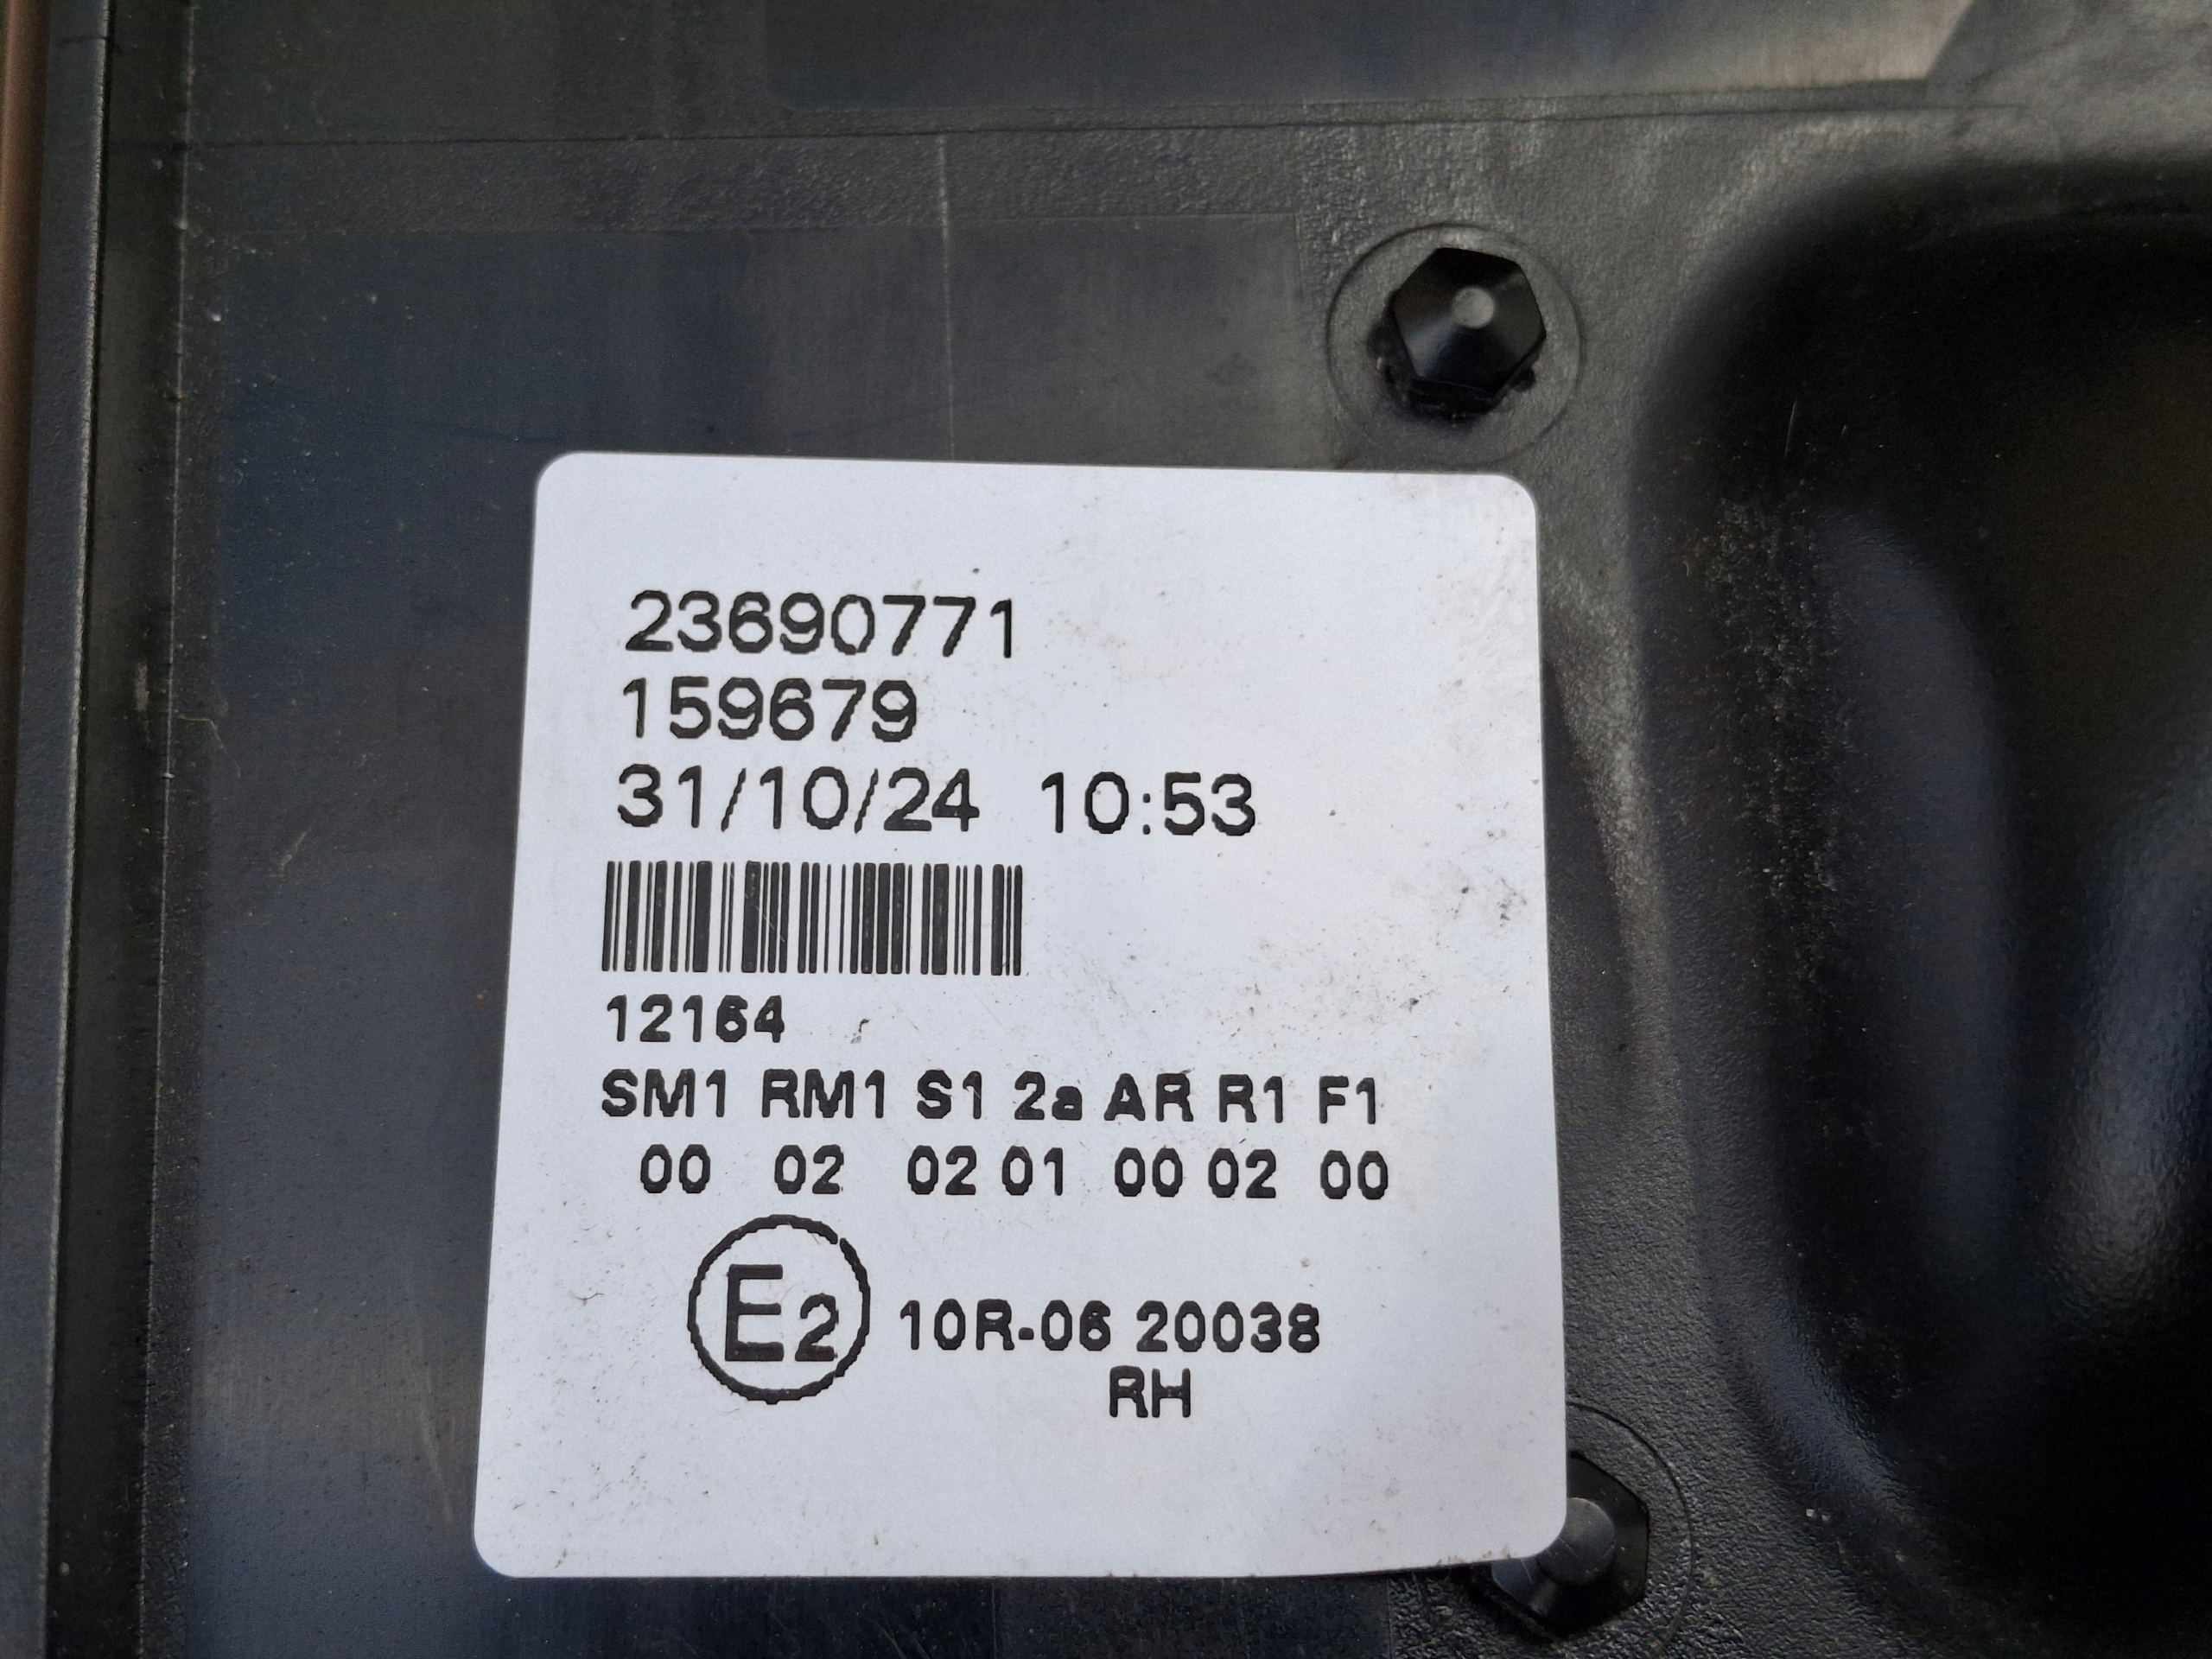 23690771
159679
31/10/24 10:53
12164
SM1 RM1 S1 2a AR R1 F1
00 02 02 01 00 02 00
E2 10R-06 20038
RH